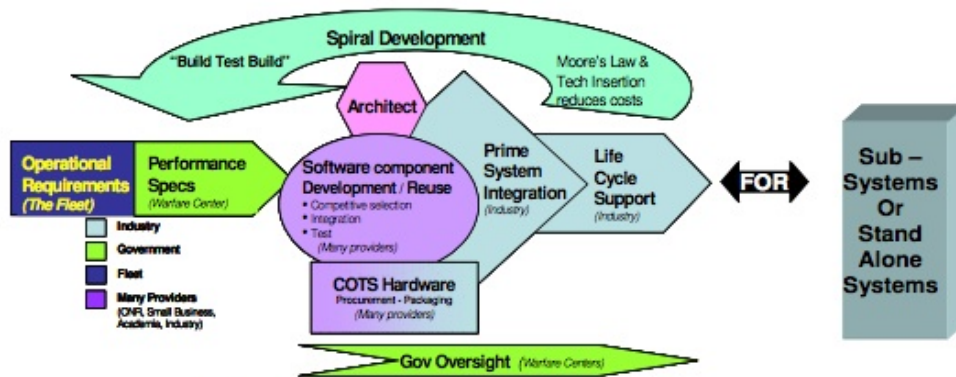 Spiral Development
"Build Test Build"
Moore's Law &
Tech Insertion
reduces costs
Architect
Operational
Requirements
(The Fleet)
Performance
Specs
(Warfare Center)
Software component
Development / Reuse
• Competitive selection
• Integration
• Test
(Many providers)
Prime
System
Integration
(Industry)
Life
Cycle
Support
(Industry)
FOR
Sub –
Systems
Or
Stand
Alone
Systems
Industry
Government
Fleet
Many Providers
(ONR, Small Business,
Academia, Industry)
COTS Hardware
Procurement - Packaging
(Many providers)
Gov Oversight (Warfare Centers)